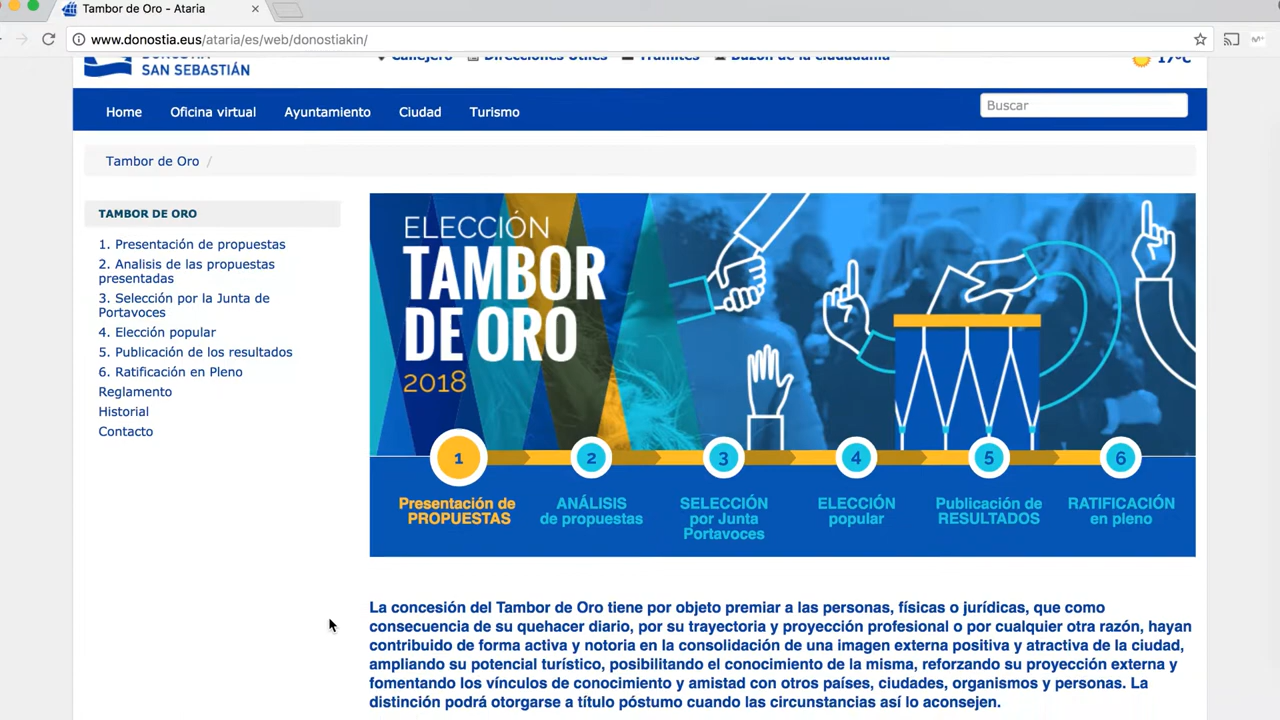 Tambor de Oro - Ataria
www.donostia.eus/ataria/es/web/donostiakin/
DONOSTIA
SAN SEBASTIÁN
Callejero Direcciones Útiles Trámites Buzón de la ciudadanía
17ºC
Home Oficina virtual Ayuntamiento Ciudad Turismo
Buscar
Tambor de Oro /
TAMBOR DE ORO
1. Presentación de propuestas
2. Analisis de las propuestas
presentadas
3. Selección por la Junta de
Portavoces
4. Elección popular
5. Publicación de los resultados
6. Ratificación en Pleno
Reglamento
Historial
Contacto
ELECCIÓN
TAMBOR
DE ORO
2018
1 2 3 4 5 6
Presentación de
PROPUESTAS
ANÁLISIS
de propuestas
SELECCIÓN
por Junta
Portavoces
ELECCIÓN
popular
Publicación de
RESULTADOS
RATIFICACIÓN
en pleno
La concesión del Tambor de Oro tiene por objeto premiar a las personas, físicas o jurídicas, que como
consecuencia de su quehacer diario, por su trayectoria y proyección profesional o por cualquier otra razón, hayan
contribuido de forma activa y notoria en la consolidación de una imagen externa positiva y atractiva de la ciudad,
ampliando su potencial turístico, posibilitando el conocimiento de la misma, reforzando su proyección externa y
fomentando los vínculos de conocimiento y amistad con otros países, ciudades, organismos y personas. La
distinción podrá otorgarse a título póstumo cuando las circunstancias así lo aconsejen.